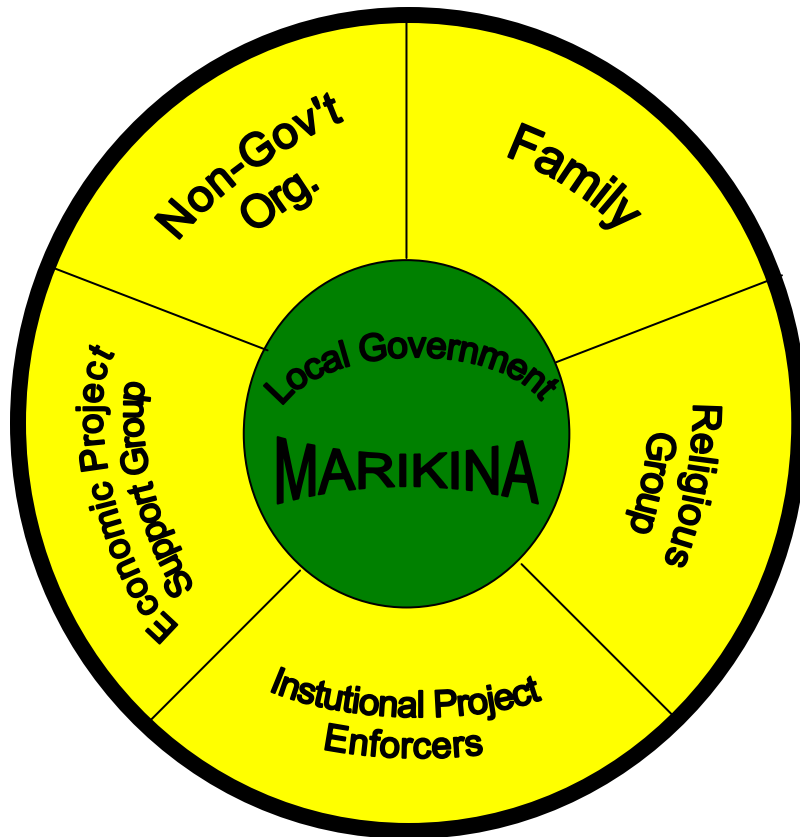 Non-Gov't
Org.
Family
Local Government
MARIKINA
Economic Project
Support Group
Religious
Group
Instutional Project
Enforcers